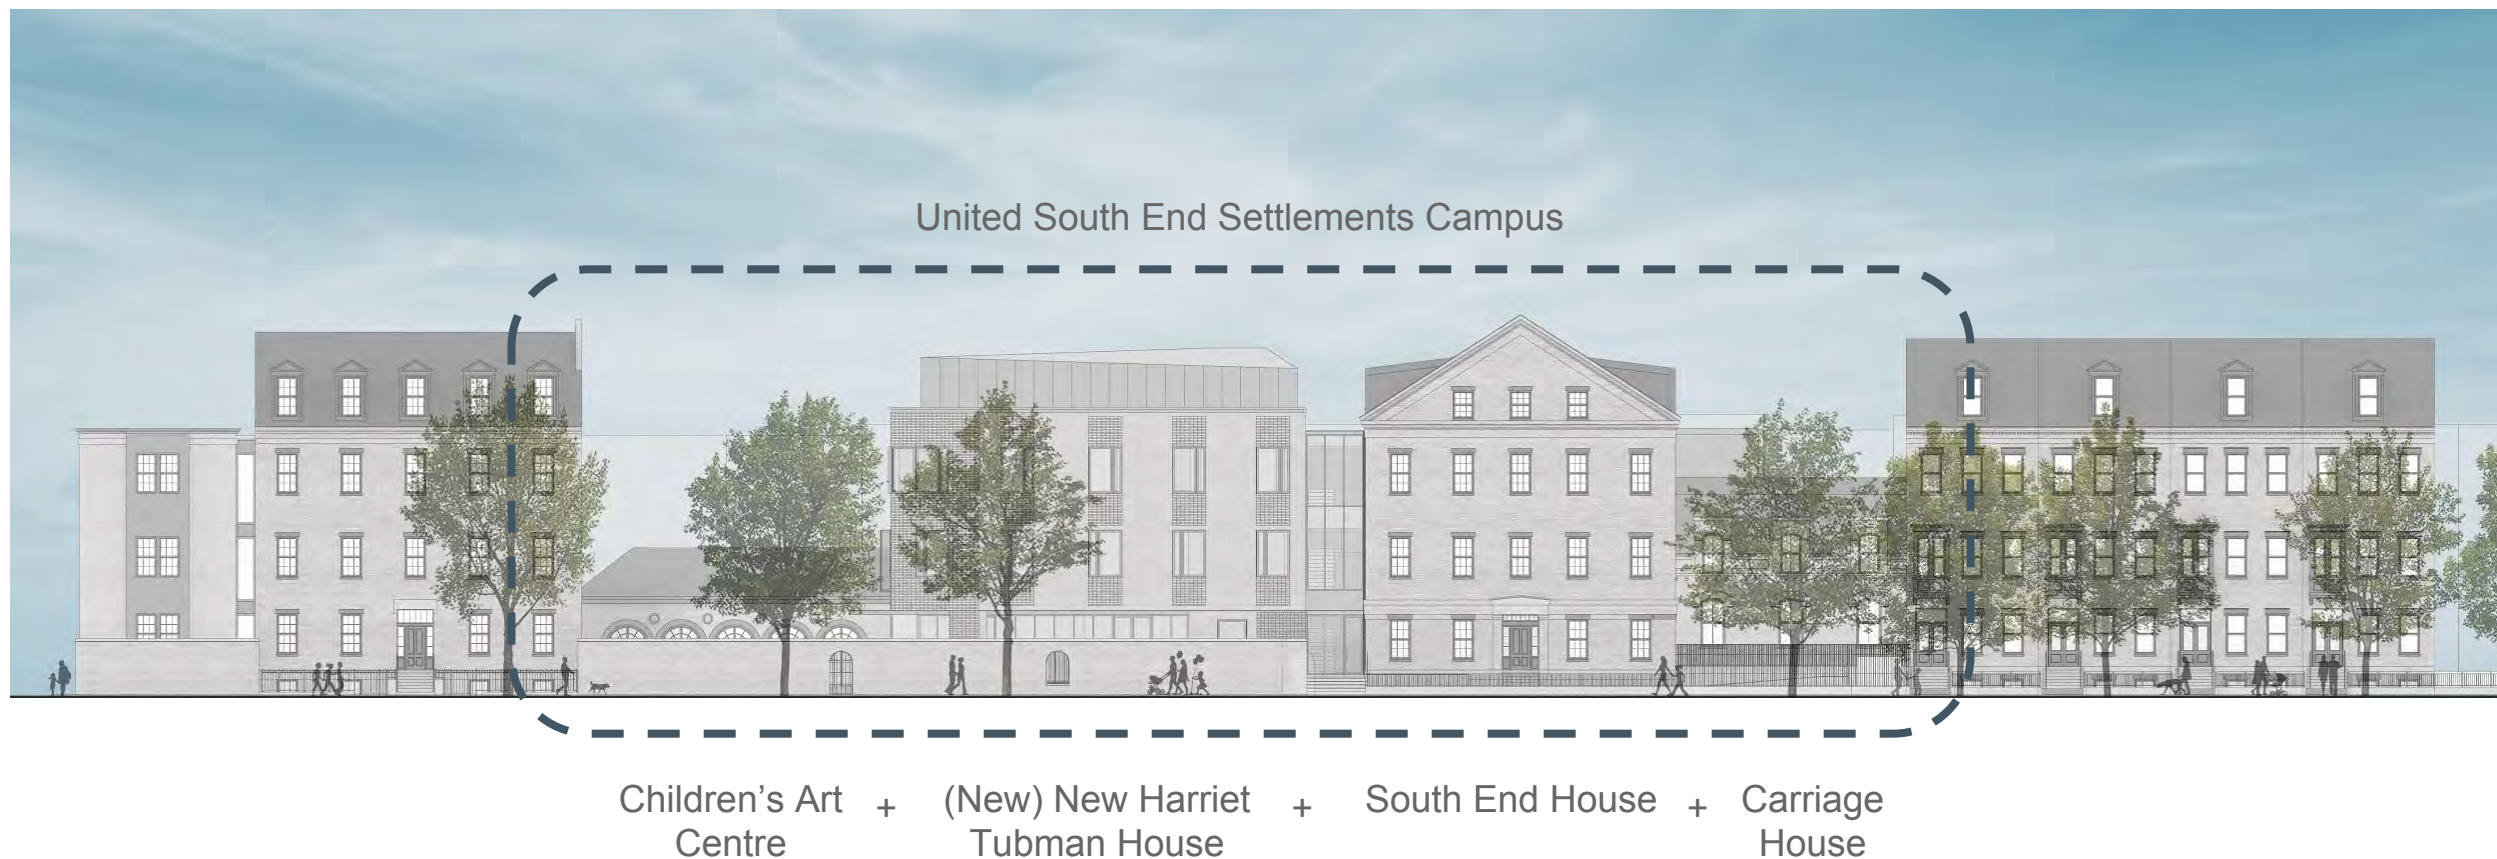 United South End Settlements Campus
Children’s Art
Centre
+
(New) New Harriet
Tubman House
+
South End House
+
Carriage
House